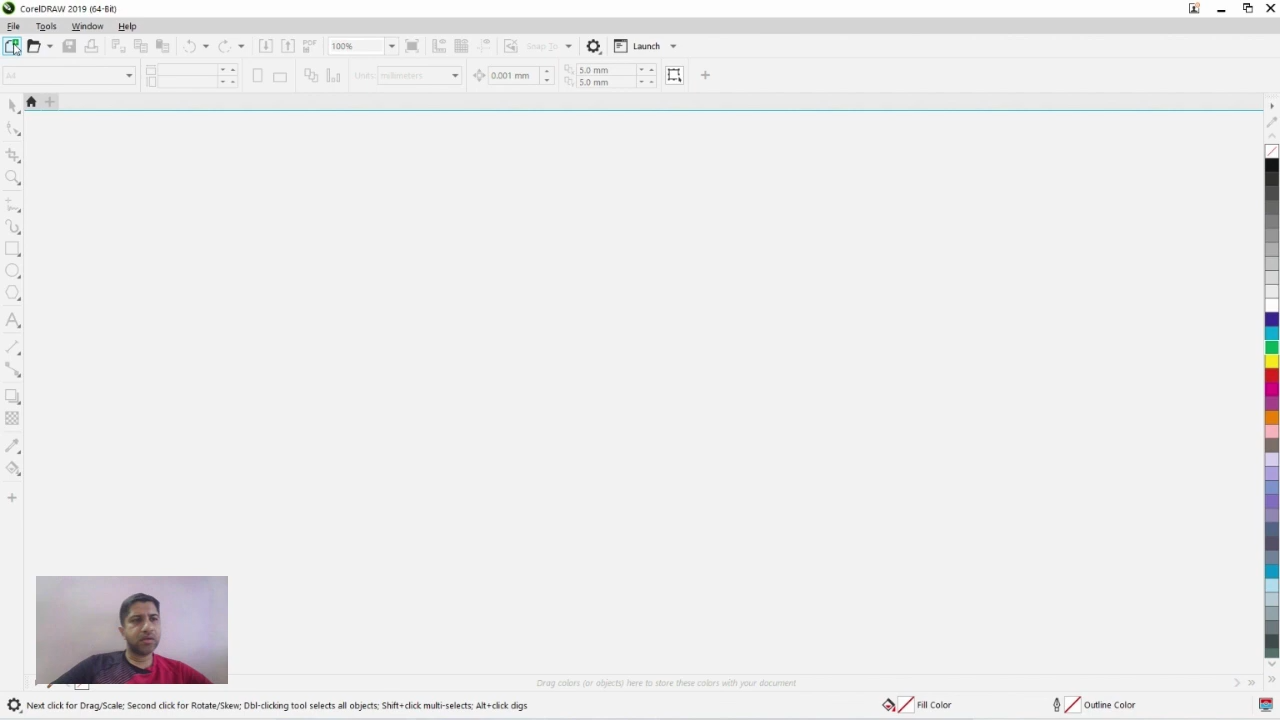 CorelDRAW 2019 (64-Bit)
File Tools Window Help
100% Snap To Launch
A4 Units: millimeters 0.001 mm 5.0 mm
5.0 mm
Drag colors (or objects) here to store these colors with your document
Next click for Drag/Scale; Second click for Rotate/Skew; Dbl-clicking tool selects all objects; Shift+click multi-selects; Alt+click digs Fill Color Outline Color